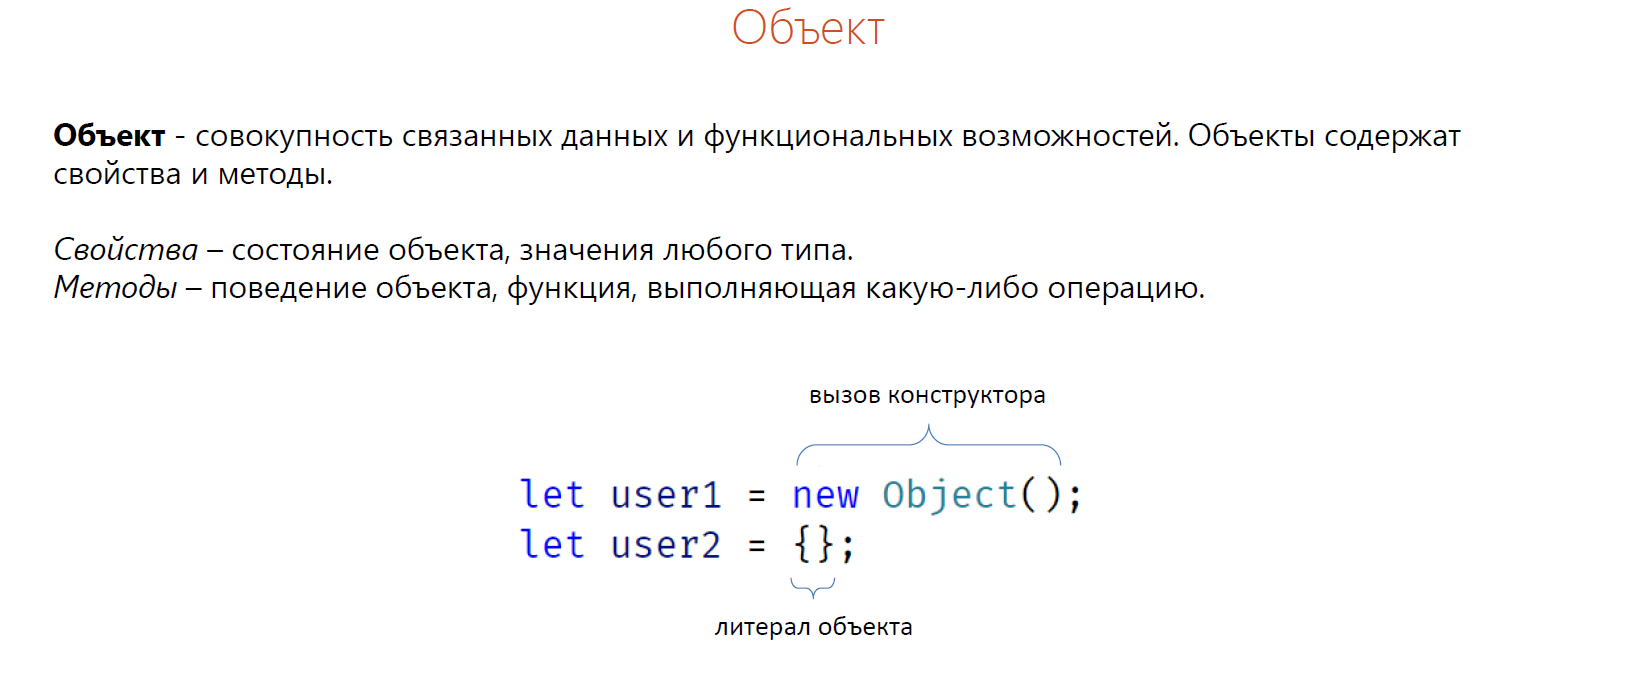 Объект
Объект - совокупность связанных данных и функциональных возможностей. Объекты содержат
свойства и методы.
Свойства – состояние объекта, значения любого типа.
Методы – поведение объекта, функция, выполняющая какую-либо операцию.
вызов конструктора
let user1 = new Object();
let user2 = {};
литерал объекта